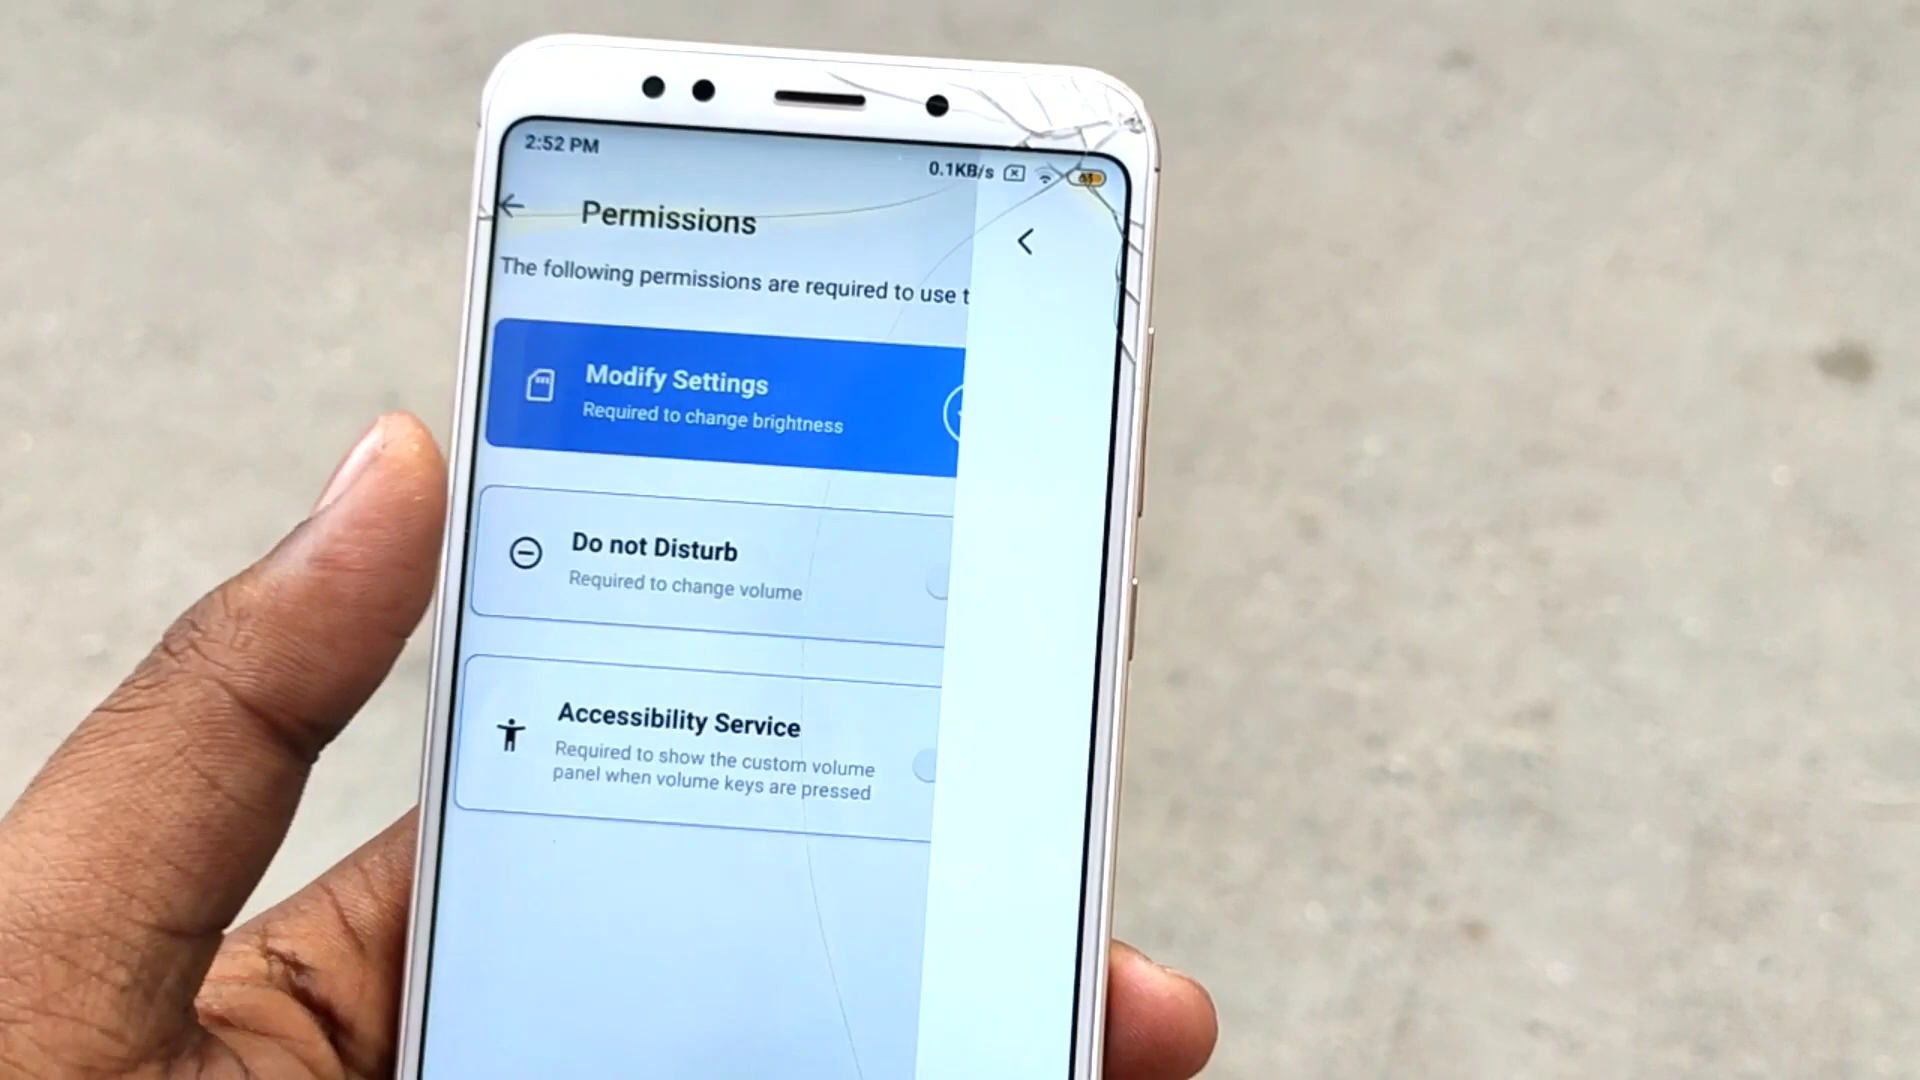 2:52 PM
0.1KB/s
63
Permissions
The following permissions are required to use t
Modify Settings
Required to change brightness
Do not Disturb
Required to change volume
Accessibility Service
Required to show the custom volume
panel when volume keys are pressed